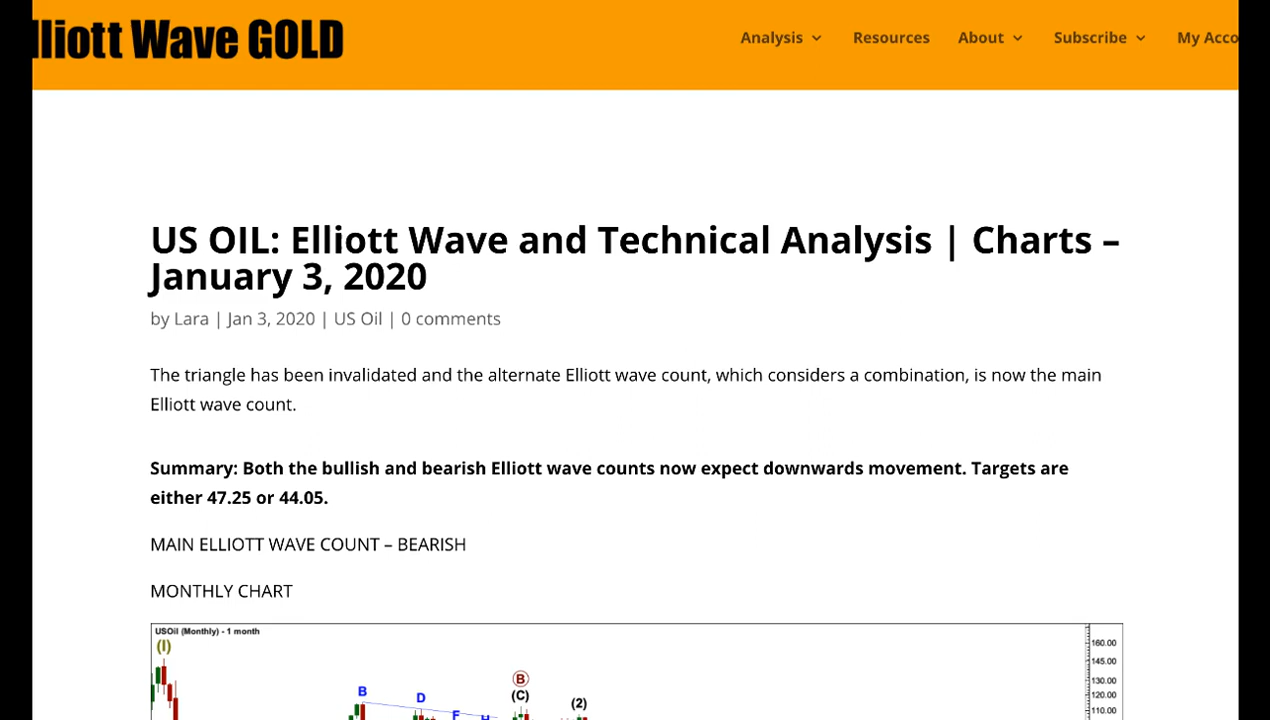 lliott Wave GOLD
Analysis Resources About Subscribe My Acco
US OIL: Elliott Wave and Technical Analysis | Charts –
January 3, 2020
by Lara | Jan 3, 2020 | US Oil | 0 comments
The triangle has been invalidated and the alternate Elliott wave count, which considers a combination, is now the main
Elliott wave count.
Summary: Both the bullish and bearish Elliott wave counts now expect downwards movement. Targets are
either 47.25 or 44.05.
MAIN ELLIOTT WAVE COUNT – BEARISH
MONTHLY CHART
USOil (Monthly) - 1 month
(I)
160.00
145.00
B
(C)
130.00
B D (2)
120.00
F H
110.00